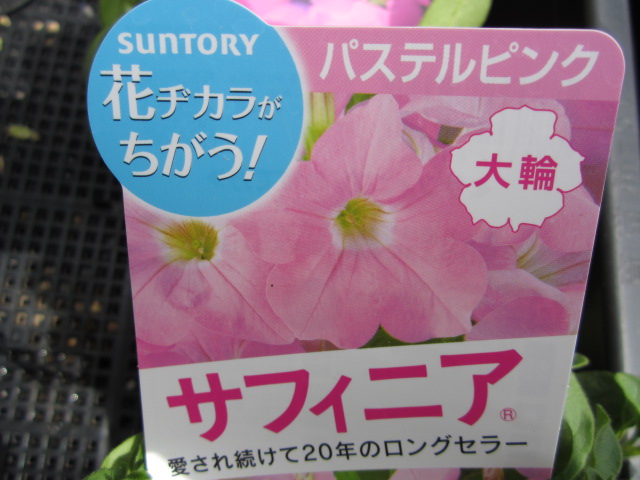 SUNTORY
花ヂカラが
ちがう!
パステルピンク
大輪
サフィニア®
愛され続けて20年のロングセラー